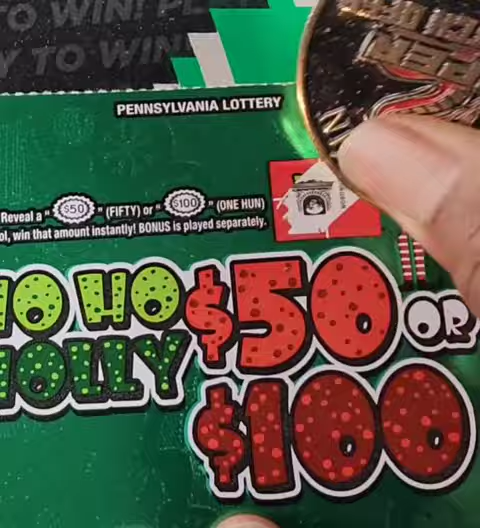 O WIN! PL
Y TO WIN
PENNSYLVANIA LOTTERY
Reveal a "$50" (FIFTY) or "$100" (ONE HUN)
ol, win that amount instantly! BONUS is played separately.
HO HO $50 OR
HOLLY $100